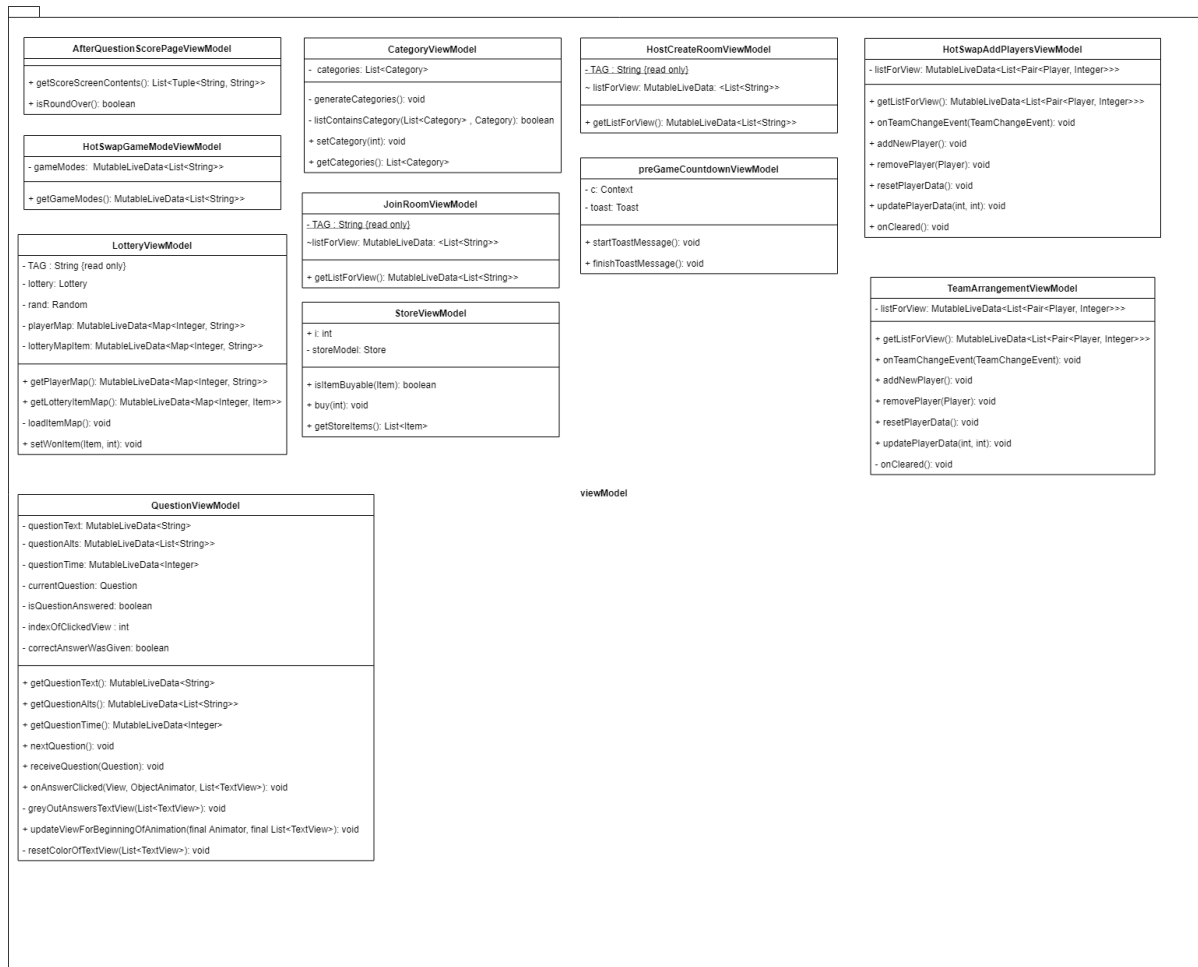 AfterQuestionScorePageViewModel
+ getScoreScreenContents(): List<Tuple<String, String>>
+ isRoundOver(): boolean
HotSwapGameModeViewModel
- gameModes:  MutableLiveData<List<String>>
+ getGameModes(): MutableLiveData<List<String>>
LotteryViewModel
- TAG : String {read only}
- lottery: Lottery
- rand: Random
- playerMap: MutableLiveData<Map<Integer, String>>
- lotteryMapItem: MutableLiveData<Map<Integer, String>>
+ getPlayerMap(): MutableLiveData<Map<Integer, String>>
+ getLotteryItemMap(): MutableLiveData<Map<Integer, Item>>
- loadItemMap(): void
+ setWonItem(Item, int): void
CategoryViewModel
-  categories: List<Category>
- generateCategories(): void
- listContainsCategory(List<Category> , Category): boolean
+ setCategory(int): void
+ getCategories(): List<Category>
JoinRoomViewModel
- TAG : String {read only}
~listForView: MutableLiveData: <List<String>>
+ getListForView(): MutableLiveData<List<String>>
StoreViewModel
+ i: int
- storeModel: Store
+ isItemBuyable(Item): boolean
+ buy(int): void
+ getStoreItems(): List<Item>
HostCreateRoomViewModel
- TAG : String {read only}
~ listForView: MutableLiveData: <List<String>>
+ getListForView(): MutableLiveData<List<String>>
preGameCountdownViewModel
- c: Context
- toast: Toast
+ startToastMessage(): void
+ finishToastMessage(): void
HotSwapAddPlayersViewModel
- listForView: MutableLiveData<List<Pair<Player, Integer>>>
+ getListForView(): MutableLiveData<List<Pair<Player, Integer>>>
+ onTeamChangeEvent(TeamChangeEvent): void
+ addNewPlayer(): void
+ removePlayer(Player): void
+ resetPlayerData(): void
+ updatePlayerData(int, int): void
+ onCleared(): void
TeamArrangementViewModel
- listForView: MutableLiveData<List<Pair<Player, Integer>>>
+ getListForView(): MutableLiveData<List<Pair<Player, Integer>>>
+ onTeamChangeEvent(TeamChangeEvent): void
+ addNewPlayer(): void
+ removePlayer(Player): void
+ resetPlayerData(): void
+ updatePlayerData(int, int): void
- onCleared(): void
viewModel
QuestionViewModel
- questionText: MutableLiveData<String>
- questionAlts: MutableLiveData<List<String>>
- questionTime: MutableLiveData<Integer>
- currentQuestion: Question
- isQuestionAnswered: boolean
- indexOfClickedView : int
- correctAnswerWasGiven: boolean
+ getQuestionText(): MutableLiveData<String>
+ getQuestionAlts(): MutableLiveData<List<String>>
+ getQuestionTime(): MutableLiveData<Integer>
+ nextQuestion(): void
+ receiveQuestion(Question): void
+ onAnswerClicked(View, ObjectAnimator, List<TextView>): void
- greyOutAnswersTextView(List<TextView>): void
+ updateViewForBeginningOfAnimation(final Animator, final List<TextView>): void
- resetColorOfTextView(List<TextView>): void